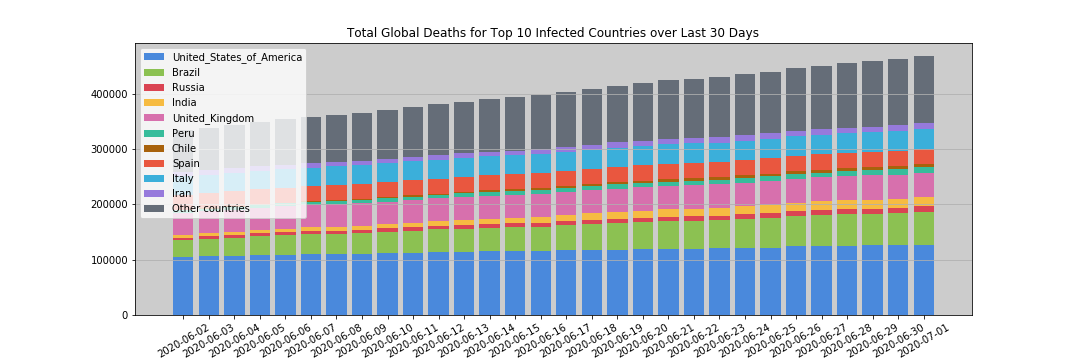 Total Global Deaths for Top 10 Infected Countries over Last 30 Days
United_States_of_America
Brazil
Russia
India
United_Kingdom
Peru
Chile
Spain
Italy
Iran
Other countries
400000
300000
200000
100000
0
2020-06-02
2020-06-03
2020-06-04
2020-06-05
2020-06-06
2020-06-07
2020-06-08
2020-06-09
2020-06-10
2020-06-11
2020-06-12
2020-06-13
2020-06-14
2020-06-15
2020-06-16
2020-06-17
2020-06-18
2020-06-19
2020-06-20
2020-06-21
2020-06-22
2020-06-23
2020-06-24
2020-06-25
2020-06-26
2020-06-27
2020-06-28
2020-06-29
2020-06-30
2020-07-01